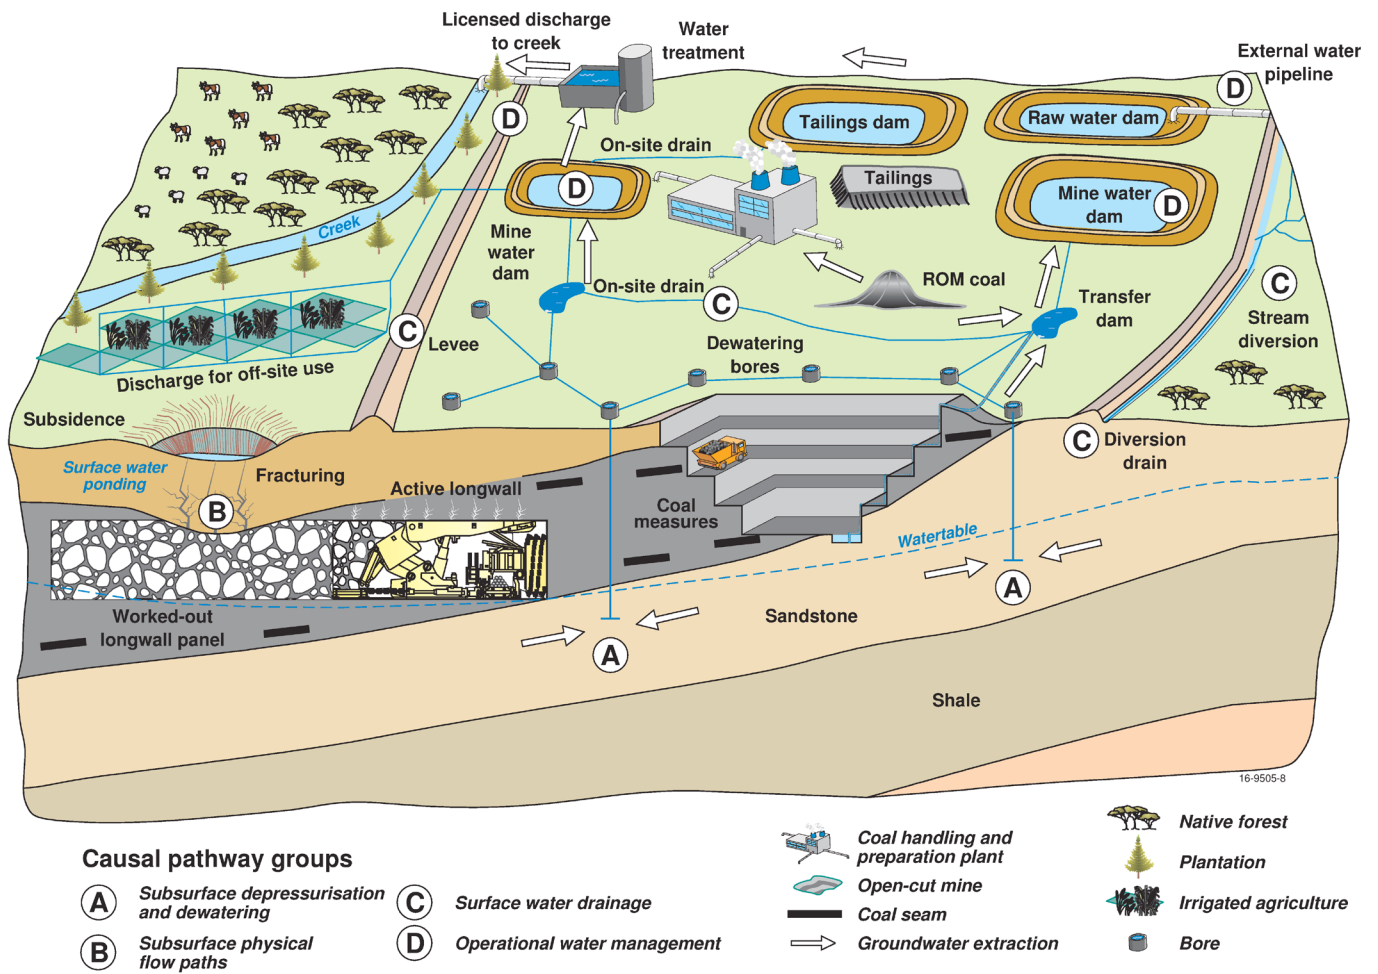 Licensed discharge
to creek
Water
treatment
External water
pipeline
D
D
Tailings dam
Raw water dam
On-site drain
D
Tailings
Mine water
dam
D
Creek
Mine
water
dam
On-site drain
C
ROM coal
C
Stream
diversion
Transfer
dam
C
Levee
Dewatering
bores
Discharge for off-site use
Subsidence
Surface water
ponding
Fracturing
Active longwall
B
Coal
measures
C
Diversion
drain
Watertable
A
A
Worked-out
longwall panel
Sandstone
Shale
16-9505-8
Causal pathway groups
A
Subsurface depressurisation
and dewatering
B
Subsurface physical
flow paths
C
Surface water drainage
D
Operational water management
Coal handling and
preparation plant
Open-cut mine
Coal seam
Groundwater extraction
Native forest
Plantation
Irrigated agriculture
Bore